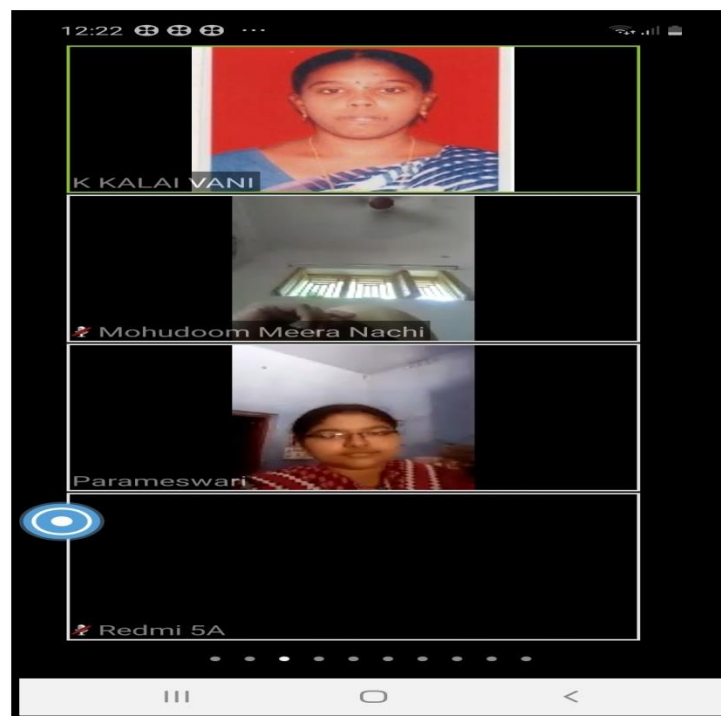 12:22
K KALAI VANI
Mohudoom Meera Nachi
Parameswari
Redmi 5A